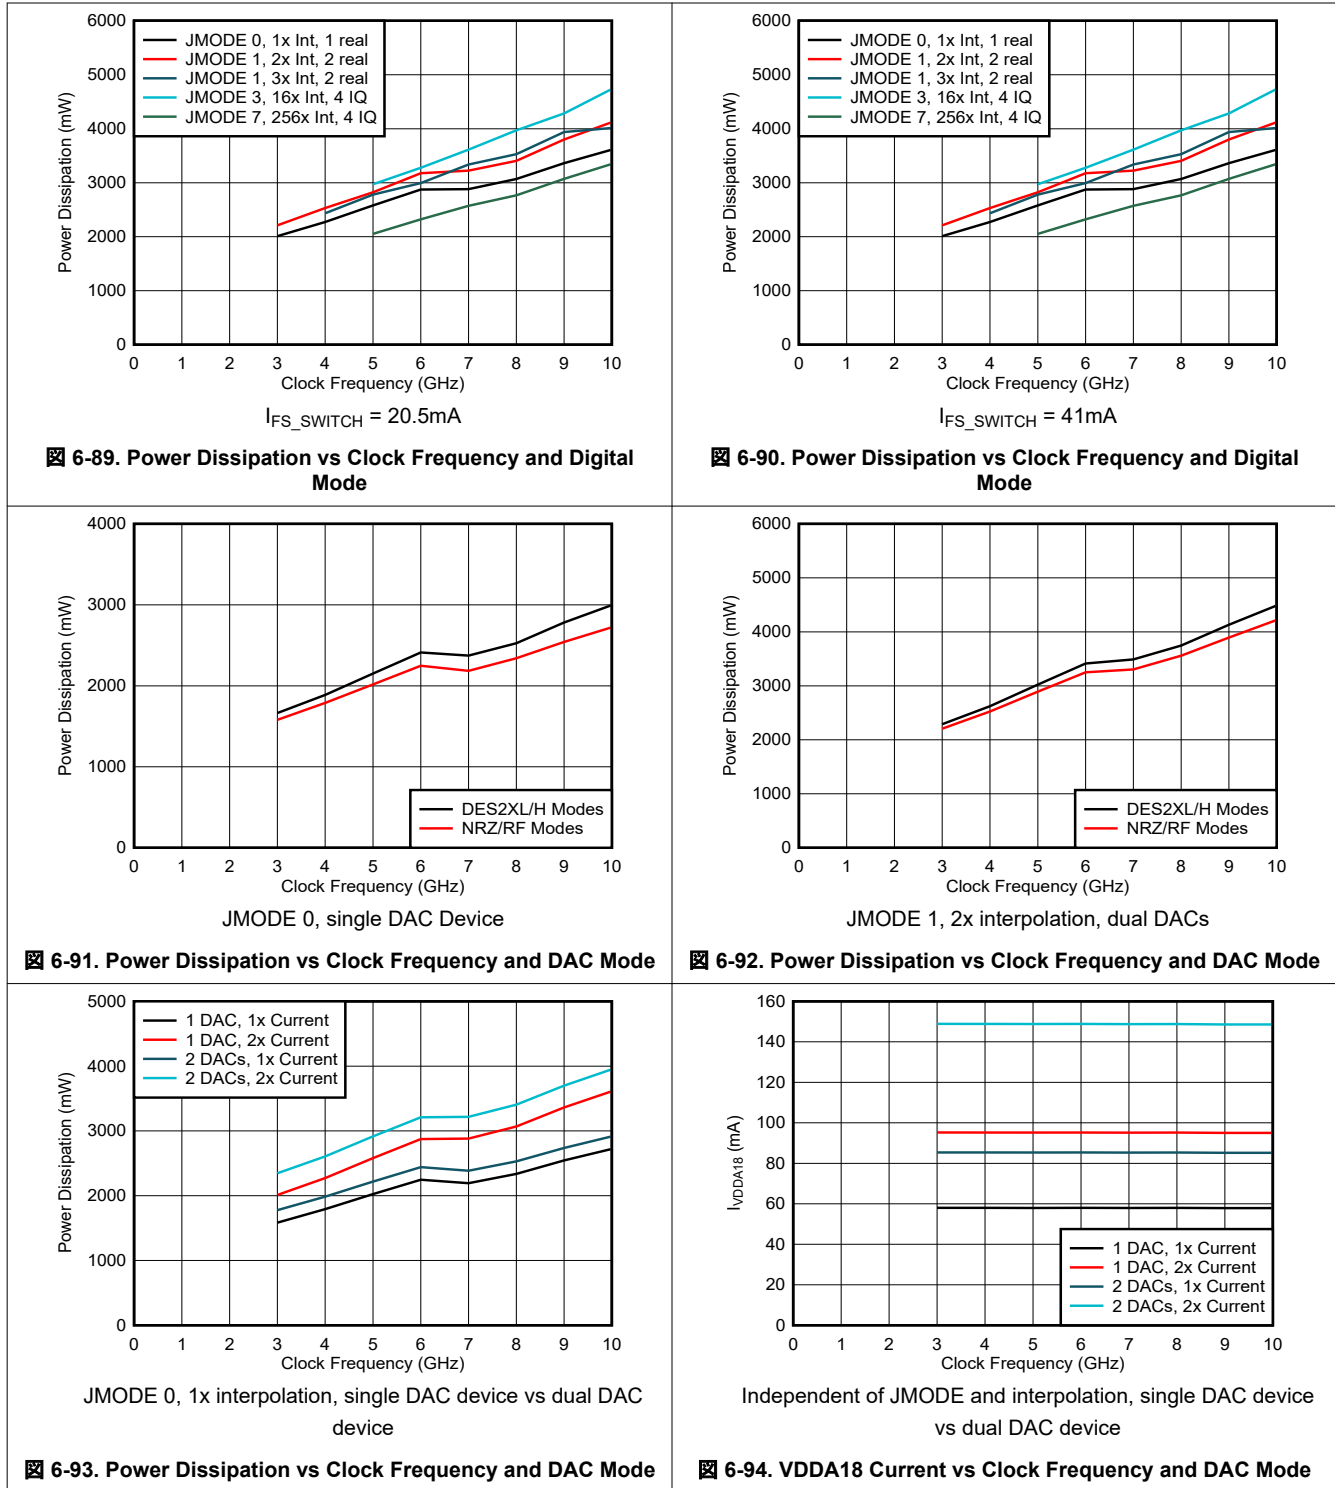 6000
5000
4000
3000
2000
1000
0
Power Dissipation (mW)
JMODE 0, 1x Int, 1 real
JMODE 1, 2x Int, 2 real
JMODE 1, 3x Int, 2 real
JMODE 3, 16x Int, 4 IQ
JMODE 7, 256x Int, 4 IQ
0 1 2 3 4 5 6 7 8 9 10
Clock Frequency (GHz)
IFS_SWITCH = 20.5mA
図 6-89. Power Dissipation vs Clock Frequency and Digital
Mode
6000
5000
4000
3000
2000
1000
0
Power Dissipation (mW)
JMODE 0, 1x Int, 1 real
JMODE 1, 2x Int, 2 real
JMODE 1, 3x Int, 2 real
JMODE 3, 16x Int, 4 IQ
JMODE 7, 256x Int, 4 IQ
0 1 2 3 4 5 6 7 8 9 10
Clock Frequency (GHz)
IFS_SWITCH = 41mA
図 6-90. Power Dissipation vs Clock Frequency and Digital
Mode
4000
3000
2000
1000
0
Power Dissipation (mW)
DES2XL/H Modes
NRZ/RF Modes
0 1 2 3 4 5 6 7 8 9 10
Clock Frequency (GHz)
JMODE 0, single DAC Device
図 6-91. Power Dissipation vs Clock Frequency and DAC Mode
6000
5000
4000
3000
2000
1000
0
Power Dissipation (mW)
DES2XL/H Modes
NRZ/RF Modes
0 1 2 3 4 5 6 7 8 9 10
Clock Frequency (GHz)
JMODE 1, 2x interpolation, dual DACs
図 6-92. Power Dissipation vs Clock Frequency and DAC Mode
5000
4000
3000
2000
1000
0
Power Dissipation (mW)
1 DAC, 1x Current
1 DAC, 2x Current
2 DACs, 1x Current
2 DACs, 2x Current
0 1 2 3 4 5 6 7 8 9 10
Clock Frequency (GHz)
JMODE 0, 1x interpolation, single DAC device vs dual DAC
device
図 6-93. Power Dissipation vs Clock Frequency and DAC Mode
160
140
120
100
80
60
40
20
0
IVDDA18 (mA)
1 DAC, 1x Current
1 DAC, 2x Current
2 DACs, 1x Current
2 DACs, 2x Current
0 1 2 3 4 5 6 7 8 9 10
Clock Frequency (GHz)
Independent of JMODE and interpolation, single DAC device
vs dual DAC device
図 6-94. VDDA18 Current vs Clock Frequency and DAC Mode